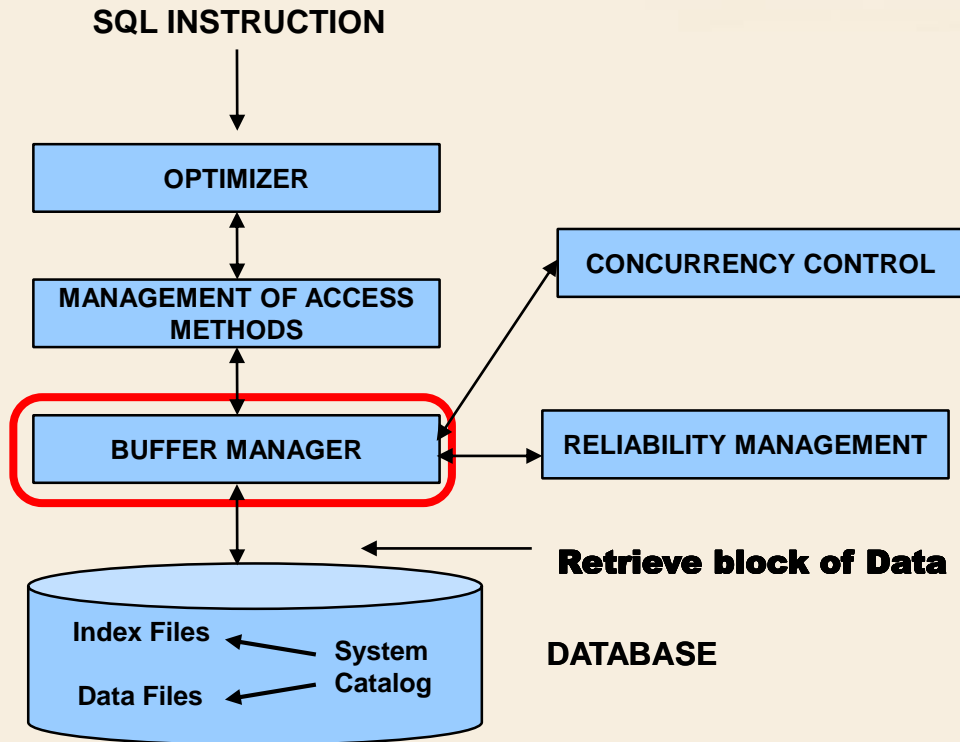 SQL INSTRUCTION
OPTIMIZER
MANAGEMENT OF ACCESS
METHODS
CONCURRENCY CONTROL
BUFFER MANAGER
RELIABILITY MANAGEMENT
Retrieve block of Data
Index Files
System
Catalog
Data Files
DATABASE